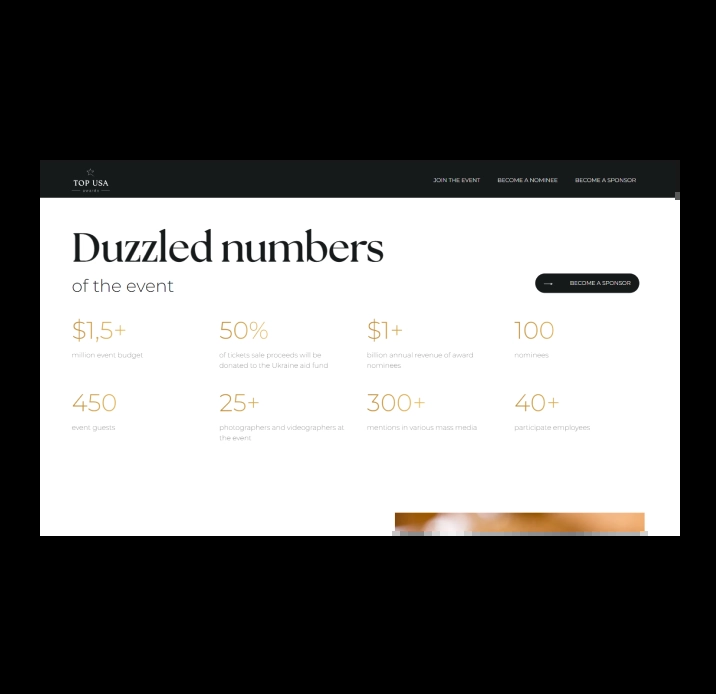 TOP USA
awards
JOIN THE EVENT
BECOME A NOMINEE
BECOME A SPONSOR
Duzzled numbers
of the event
BECOME A SPONSOR
$1,5+
million event budget
50%
of tickets sale proceeds will be
donated to the Ukraine aid fund
$1+
billion annual revenue of award
nominees
100
nominees
450
event guests
25+
photographers and videographers at
the event
300+
mentions in various mass media
40+
participate employees